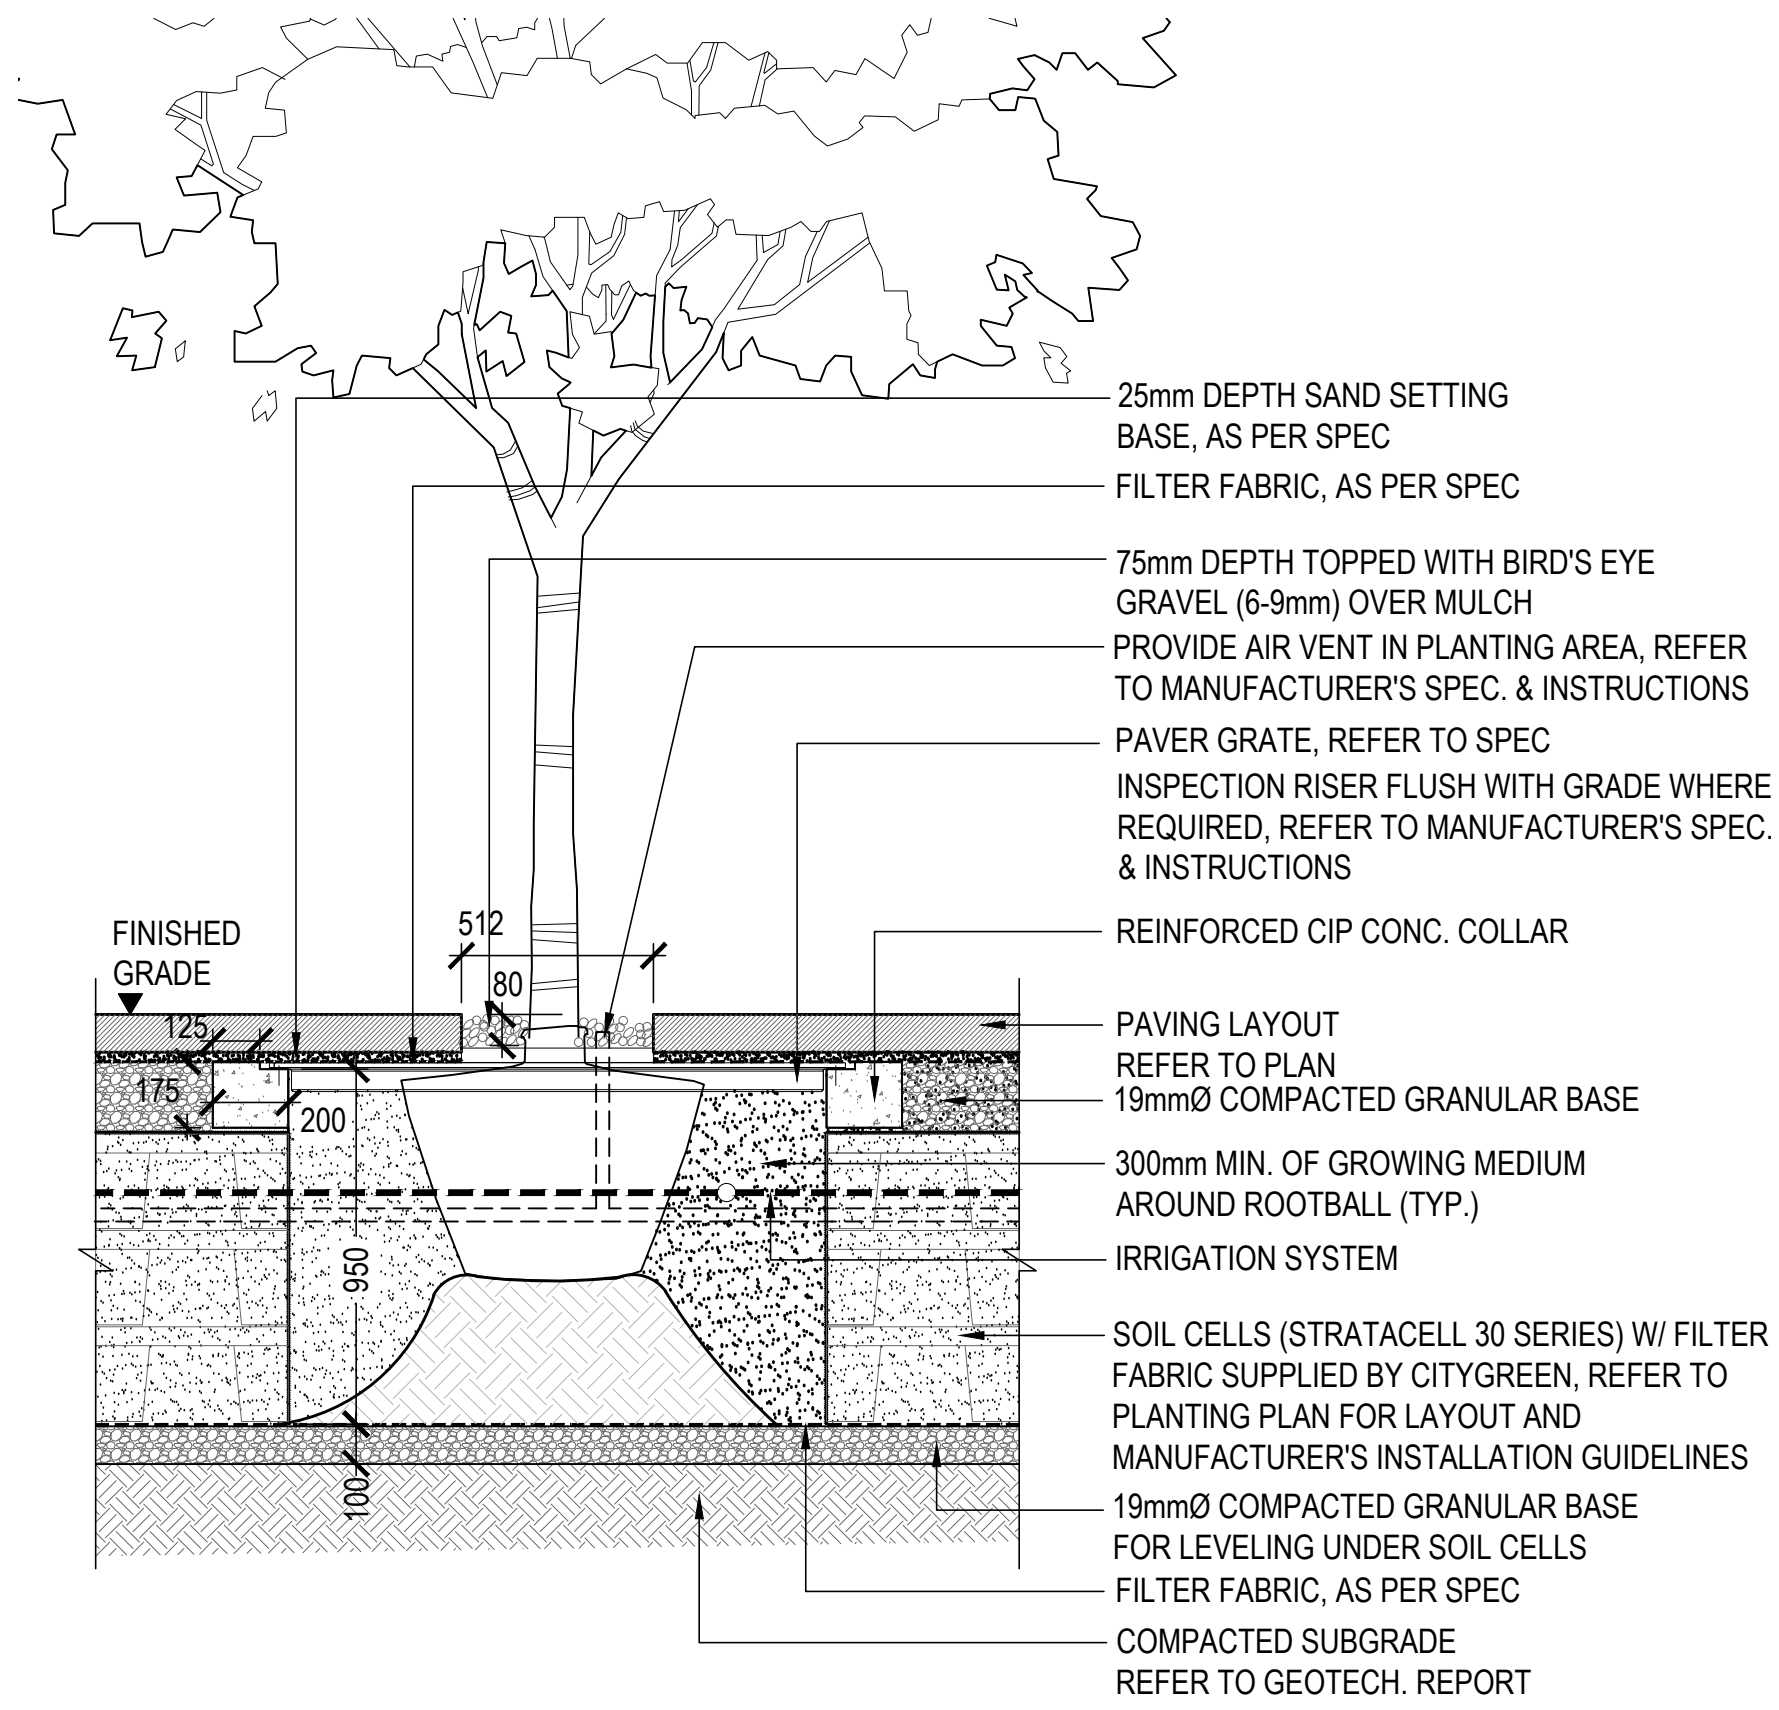 25mm DEPTH SAND SETTING
BASE, AS PER SPEC
FILTER FABRIC, AS PER SPEC
75mm DEPTH TOPPED WITH BIRD'S EYE
GRAVEL (6-9mm) OVER MULCH
PROVIDE AIR VENT IN PLANTING AREA, REFER
TO MANUFACTURER'S SPEC. & INSTRUCTIONS
PAVER GRATE, REFER TO SPEC
INSPECTION RISER FLUSH WITH GRADE WHERE
REQUIRED, REFER TO MANUFACTURER'S SPEC.
& INSTRUCTIONS
REINFORCED CIP CONC. COLLAR
PAVING LAYOUT
REFER TO PLAN
19mmØ COMPACTED GRANULAR BASE
300mm MIN. OF GROWING MEDIUM
AROUND ROOTBALL (TYP.)
IRRIGATION SYSTEM
SOIL CELLS (STRATACELL 30 SERIES) W/ FILTER
FABRIC SUPPLIED BY CITYGREEN, REFER TO
PLANTING PLAN FOR LAYOUT AND
MANUFACTURER'S INSTALLATION GUIDELINES
19mmØ COMPACTED GRANULAR BASE
FOR LEVELING UNDER SOIL CELLS
FILTER FABRIC, AS PER SPEC
COMPACTED SUBGRADE
REFER TO GEOTECH. REPORT
FINISHED
GRADE
512
80
125
175
200
950
100